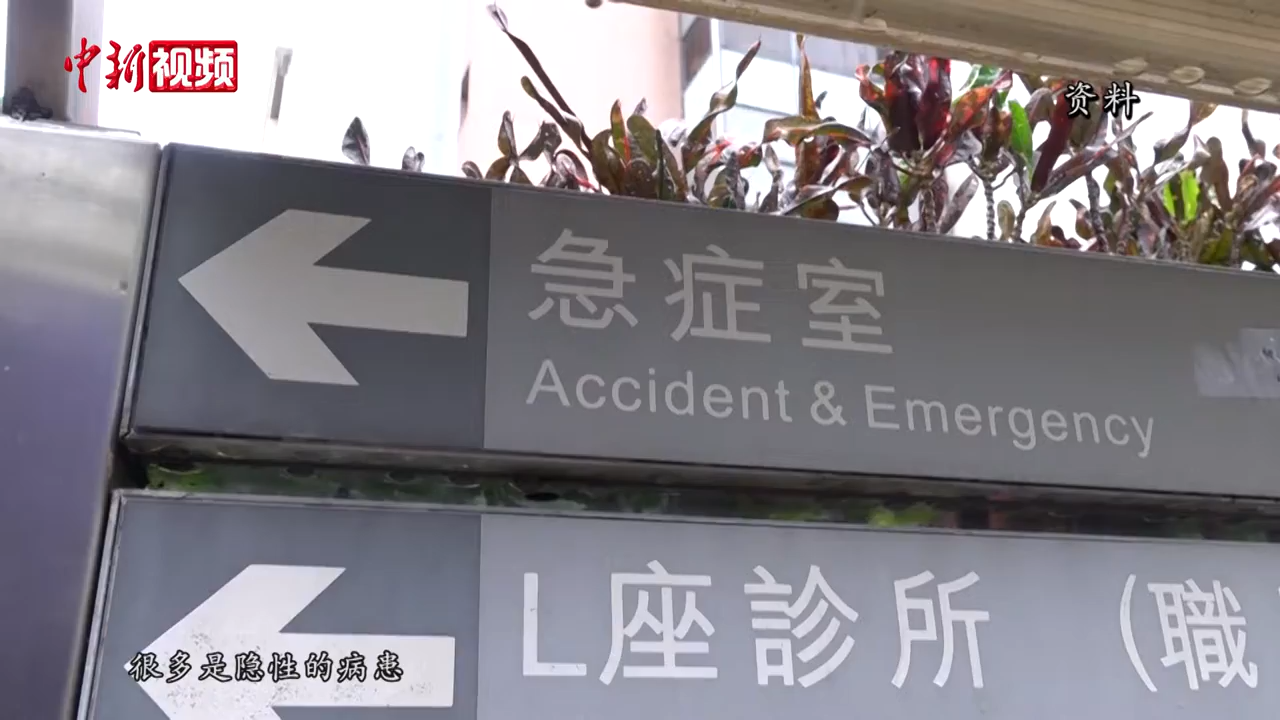 中新视频
资料
急症室
Accident & Emergency
L座診所 (職
很多是隐性的病患